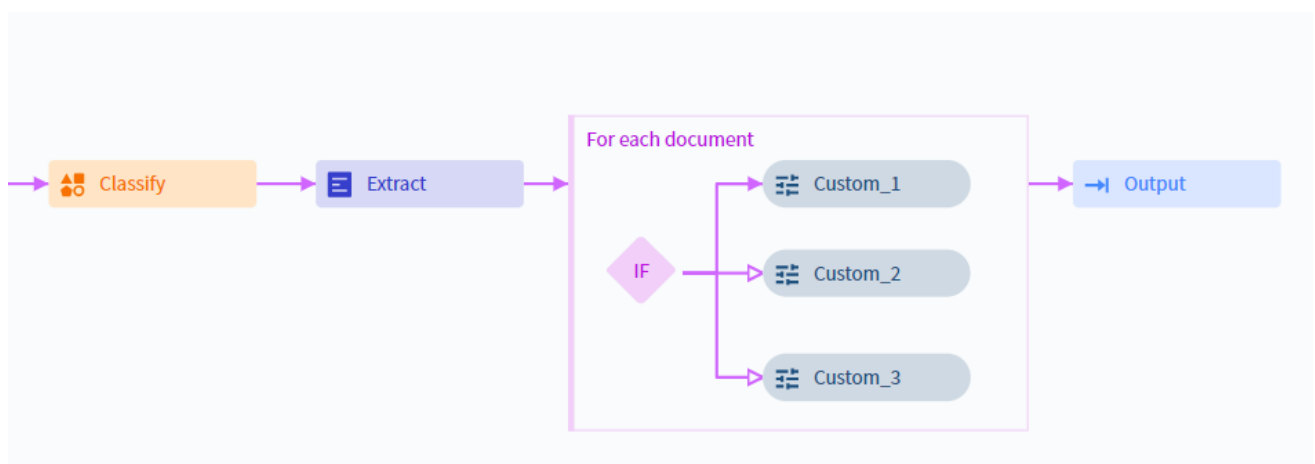 Classify
Extract
For each document
IF
Custom_1
Custom_2
Custom_3
Output